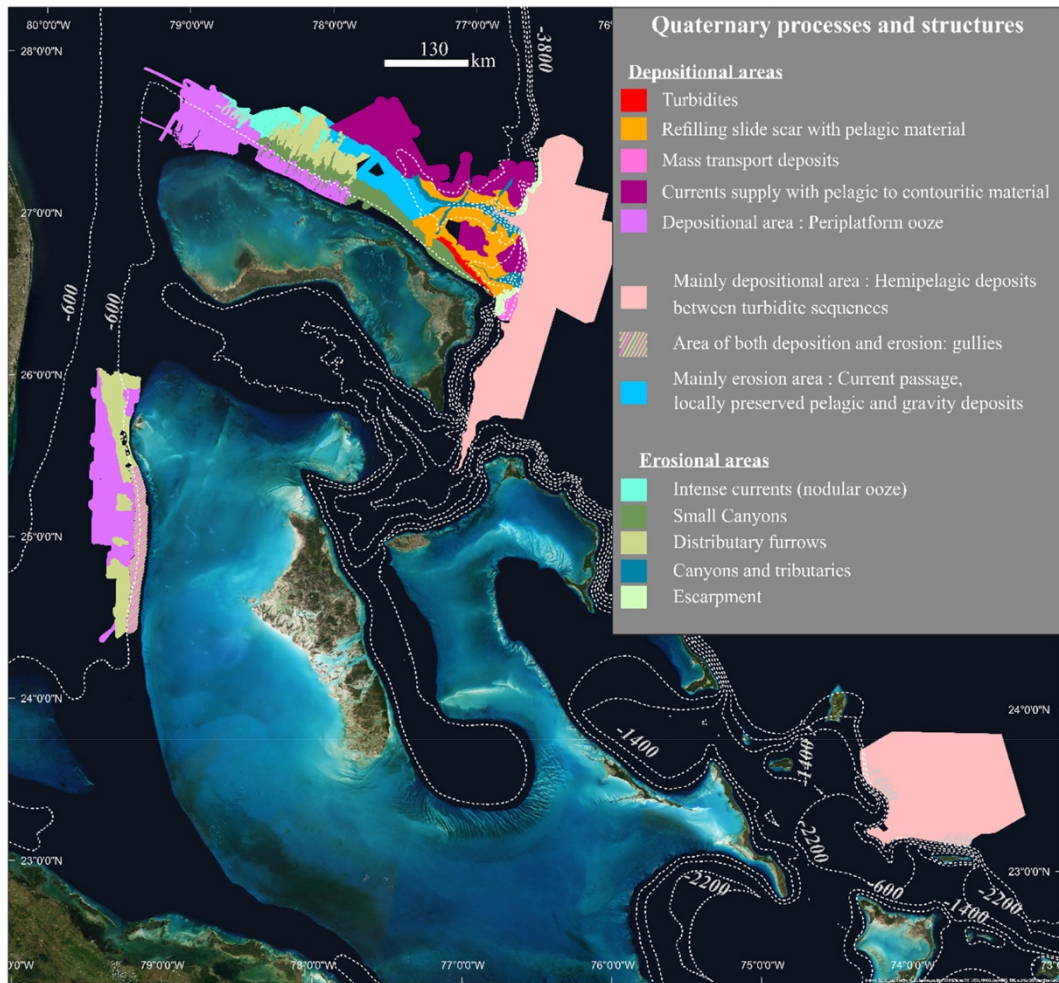 80°0'0"W
79°0'0"W
78°0'0"W
77°0'0"W
76°
28°0'0"N
27°0'0"N
26°0'0"N
25°0'0"N
24°0'0"N
23°0'0"N
130
km
-3800
-600
-600
-600
Quaternary processes and structures
Depositional areas
Turbidites
Refilling slide scar with pelagic material
Mass transport deposits
Currents supply with pelagic to contouritic material
Depositional area : Periplatform ooze
Mainly depositional area : Hemipelagic deposits
between turbidite sequences
Area of both deposition and erosion: gullies
Mainly erosion area : Current passage,
locally preserved pelagic and gravity deposits
Erosional areas
Intense currents (nodular ooze)
Small Canyons
Distributary furrows
Canyons and tributaries
Escarpment
24°0'0"N
-1400
-1400
-2200
23°0'0"N
-2200
-600
-2200
-1400
0°0'0"W
79°0'0"W
78°0'0"W
77°0'0"W
76°0'0"W
75°0'0"W
74°0'0"W
73°0